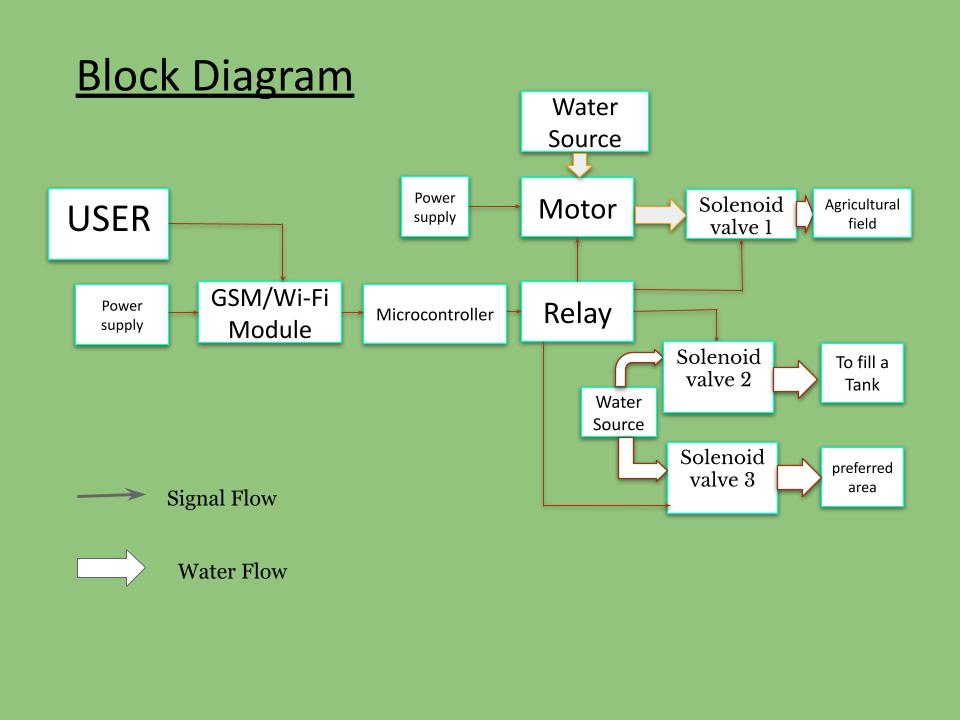 Block Diagram
Water
Source
USER
Power
supply
Motor
Solenoid
valve 1
Agricultural
field
Power
supply
GSM/Wi-Fi
Module
Microcontroller
Relay
Solenoid
valve 2
To fill a
Tank
Water
Source
Solenoid
valve 3
preferred
area
Signal Flow
Water Flow